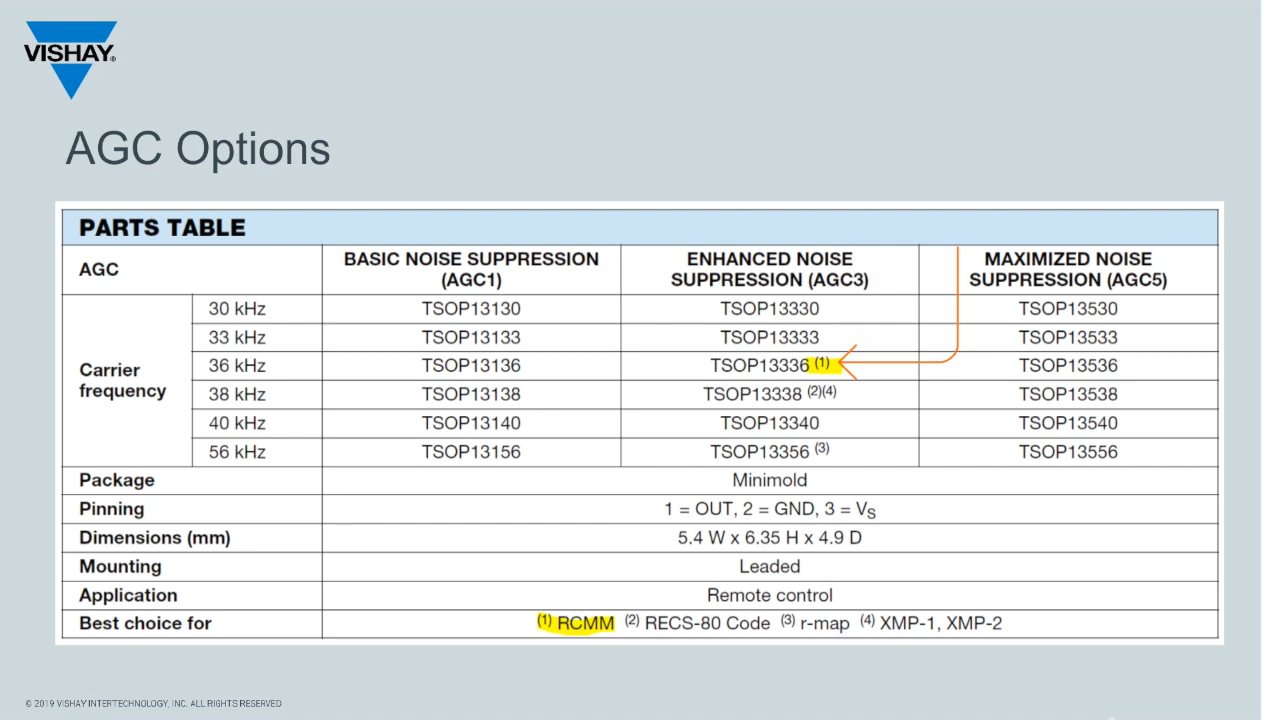 VISHAY®
AGC Options
PARTS TABLE
AGC BASIC NOISE SUPPRESSION (AGC1) ENHANCED NOISE SUPPRESSION (AGC3) MAXIMIZED NOISE SUPPRESSION (AGC5)
Carrier frequency
30 kHz TSOP13130 TSOP13330 TSOP13530
33 kHz TSOP13133 TSOP13333 TSOP13533
36 kHz TSOP13136 TSOP13336 (1) TSOP13536
38 kHz TSOP13138 TSOP13338 (2)(4) TSOP13538
40 kHz TSOP13140 TSOP13340 TSOP13540
56 kHz TSOP13156 TSOP13356 (3) TSOP13556
Package Minimold
Pinning 1 = OUT, 2 = GND, 3 = VS
Dimensions (mm) 5.4 W x 6.35 H x 4.9 D
Mounting Leaded
Application Remote control
Best choice for (1) RCMM (2) RECS-80 Code (3) r-map (4) XMP-1, XMP-2
© 2019 VISHAY INTERTECHNOLOGY, INC. ALL RIGHTS RESERVED